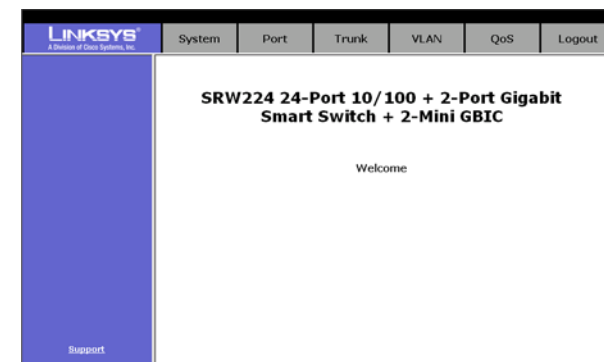 LINKSYS®
A Division of Cisco Systems, Inc.
System Port Trunk VLAN QoS Logout
SRW224 24-Port 10/100 + 2-Port Gigabit
Smart Switch + 2-Mini GBIC
Welcome
Support